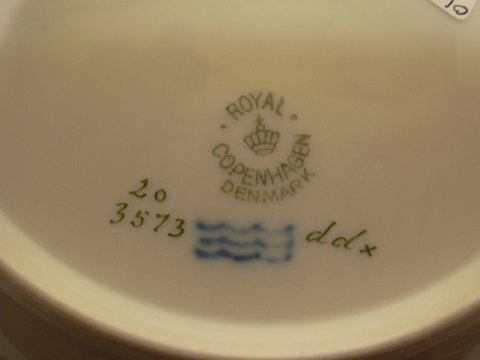 • ROYAL •
COPENHAGEN
DENMARK
20
3573
ddx